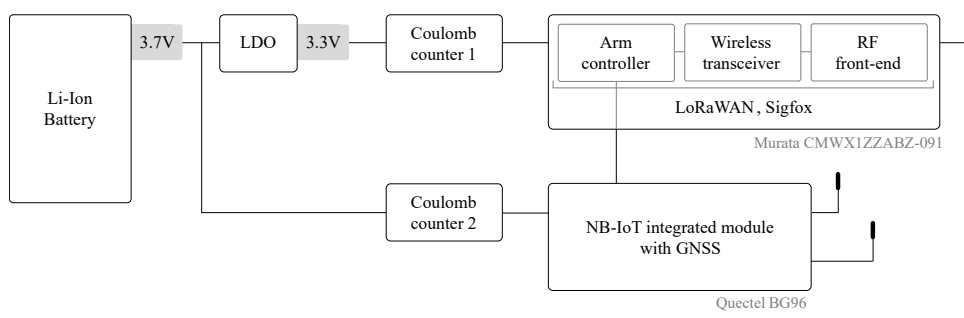 Li-Ion
Battery
3.7V
LDO
3.3V
Coulomb
counter 1
Arm
controller
Wireless
transceiver
RF
front-end
LoRaWAN, Sigfox
Murata CMWX1ZZABZ-091
Coulomb
counter 2
NB-IoT integrated module
with GNSS
Quectel BG96